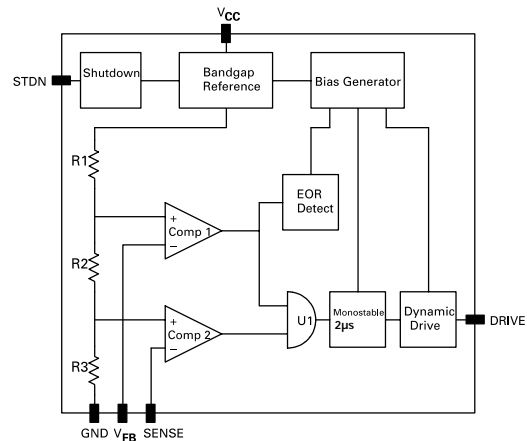 VCC
STDN
Shutdown
Bandgap
Reference
Bias Generator
R1
EOR
Detect
+
Comp 1
−
R2
U1
Monostable
2µs
Dynamic
Drive
DRIVE
+
Comp 2
−
R3
GND
VFB
SENSE